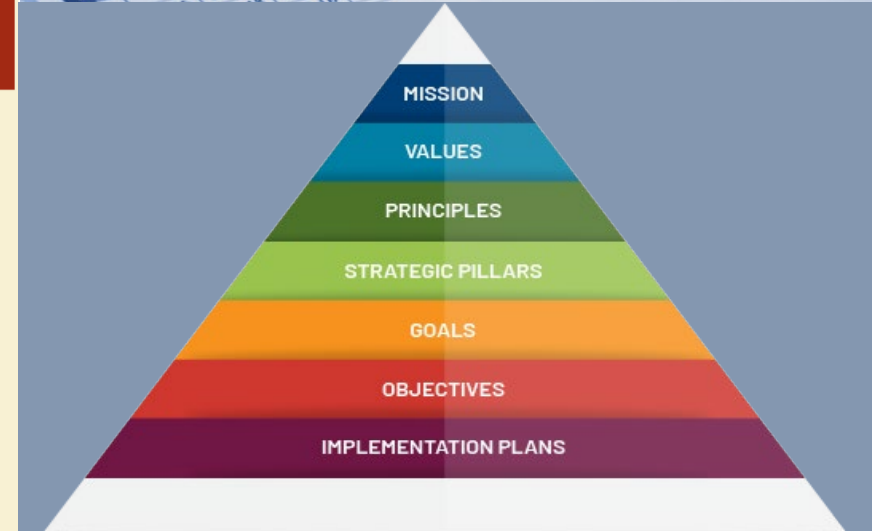 MISSION
VALUES
PRINCIPLES
STRATEGIC PILLARS
GOALS
OBJECTIVES
IMPLEMENTATION PLANS